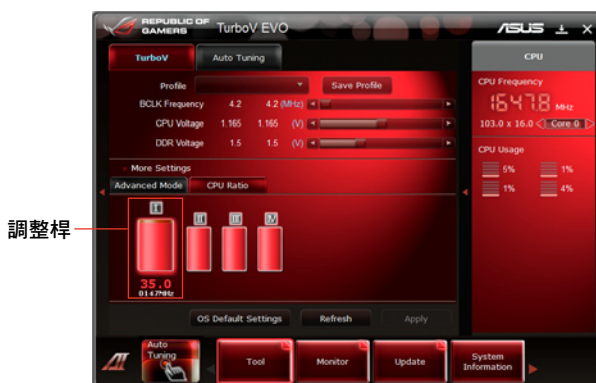 REPUBLIC OF GAMERS TurboV EVO
ASUS
TurboV Auto Tuning
CPU
Profile Save Profile
BCLK Frequency 4.2 4.2 (MHz)
CPU Voltage 1.165 1.165 (V)
DDR Voltage 1.5 1.5 (V)
CPU Frequency
1647.8 MHz
103.0 x 16.0 Core 0
CPU Usage
5% 1%
1% 4%
More Settings
Advanced Mode CPU Ratio
I II III IV
調整桿
35.0
0147MHz
OS Default Settings Refresh Apply
AI
Auto Tuning
Tool
Monitor
Update
System Information